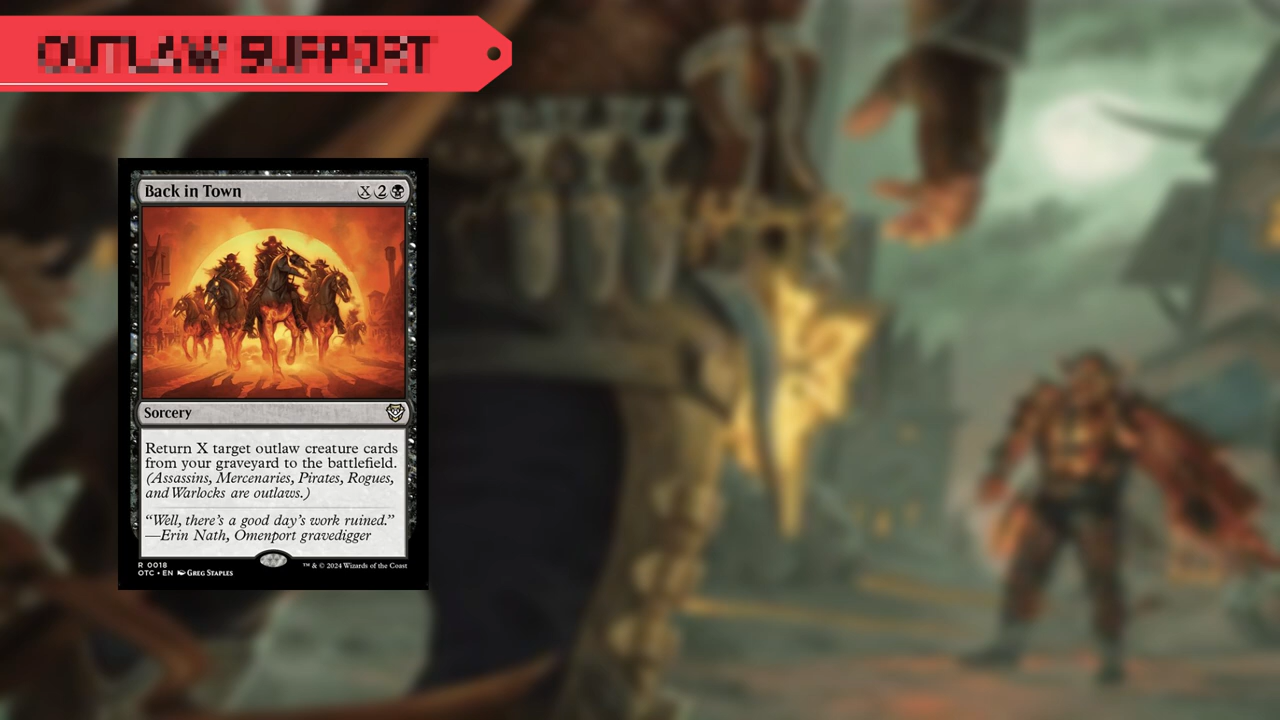 OUTLAW SUPPORT
Back in Town X 2
Sorcery
Return X target outlaw creature cards
from your graveyard to the battlefield.
(Assassins, Mercenaries, Pirates, Rogues,
and Warlocks are outlaws.)
“Well, there’s a good day’s work ruined.”
—Erin Nath, Omenport gravedigger
R 0018
OTC • EN GREG STAPLES
™ & © 2024 Wizards of the Coast